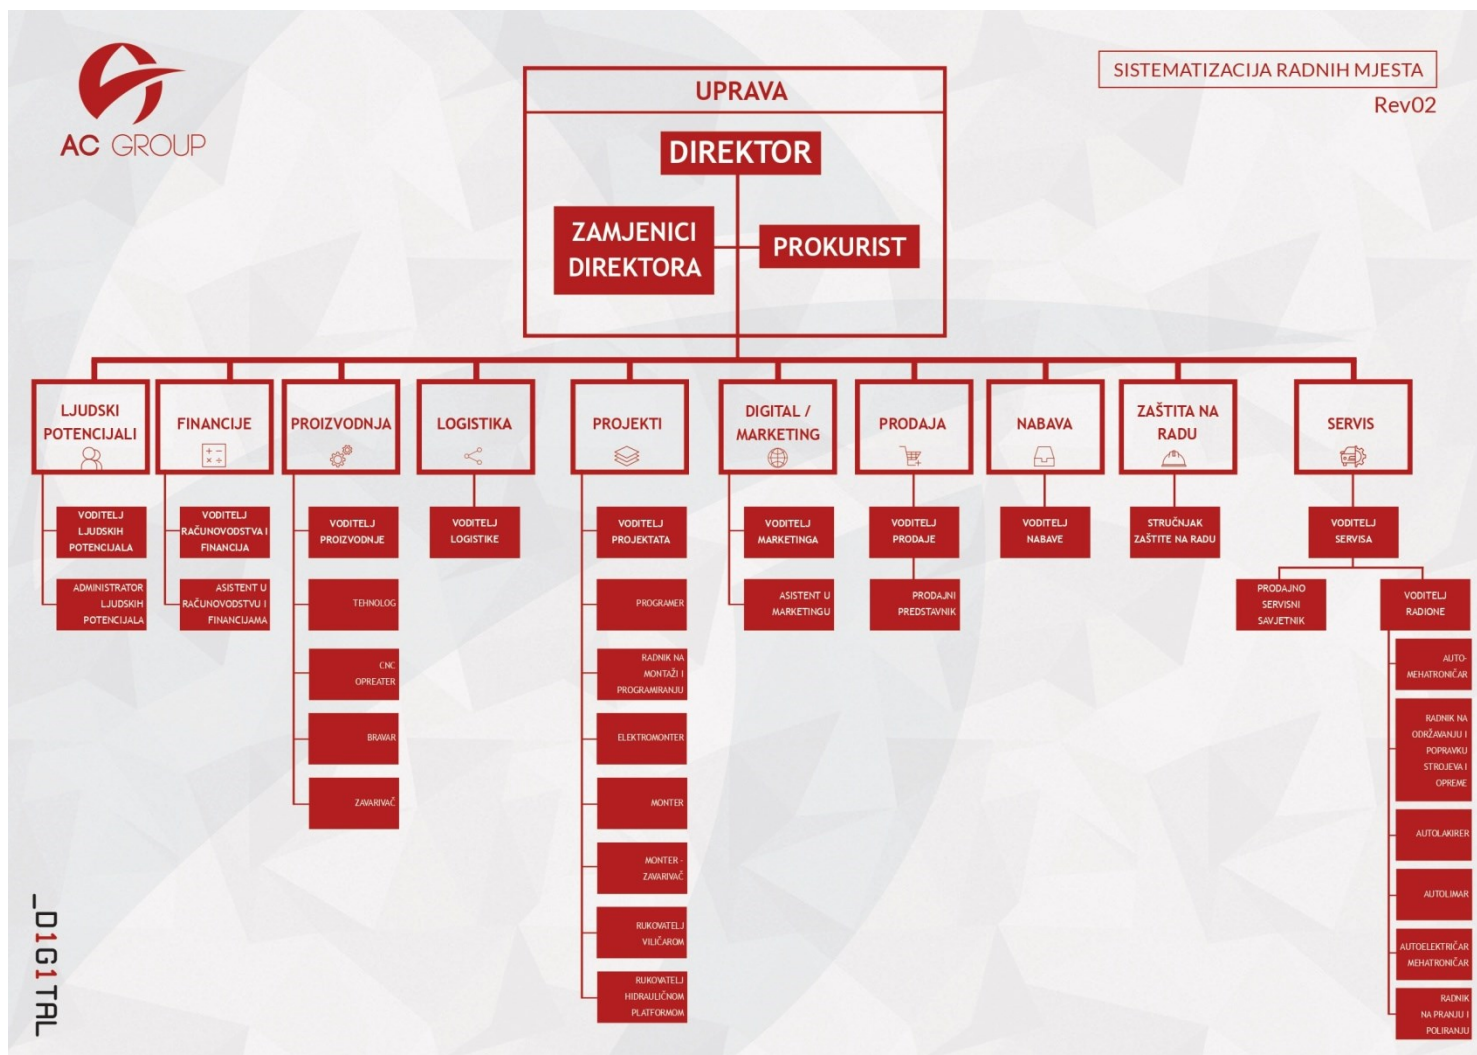 AC GROUP
SISTEMATIZACIJA RADNIH MJESTA
Rev02
UPRAVA
DIREKTOR
ZAMJENICI
DIREKTORA
PROKURIST
LJUDSKI
POTENCIJALI
FINANCIJE
PROIZVODNJA
LOGISTIKA
PROJEKTI
DIGITAL /
MARKETING
PRODAJA
NABAVA
ZAŠTITA NA
RADU
SERVIS
VODITELJ
LJUDSKIH
POTENCIJALA
ADMINISTRATOR
LJUDSKIH
POTENCIJALA
VODITELJ
RAČUNOVODSTVA I
FINANCIJA
ASISTENT U
RAČUNOVODSTVU I
FINANCIJAMA
VODITELJ
PROIZVODNJE
TEHNOLOG
CNC
OPREATER
BRAVAR
ZAVARIVAČ
VODITELJ
LOGISTIKE
VODITELJ
PROJEKTATA
PROGRAMER
RADNIK NA
MONTAŽI I
PROGRAMIRANJU
ELEKTROMONTER
MONTER
MONTER -
ZAVARIVAČ
RUKOVATELJ
VILIČAROM
RUKOVATELJ
HIDRAULIČNOM
PLATFORMOM
VODITELJ
MARKETINGA
ASISTENT U
MARKETINGU
VODITELJ
PRODAJE
PRODAJNI
PREDSTAVNIK
VODITELJ
NABAVE
STRUČNJAK
ZAŠTITE NA RADU
VODITELJ
SERVISA
PRODAJNO
SERVISNI
SAVJETNIK
VODITELJ
RADIONE
AUTO-
MEHATRONIČAR
RADNIK NA
ODRŽAVANJU I
POPRAVKU
STROJEVA I
OPREME
AUTOLAKIRER
AUTOLIMAR
AUTOELEKTRIČAR
MEHATRONIČAR
RADNIK
NA PRANJU I
POLIRANJU
_D1G1TAL